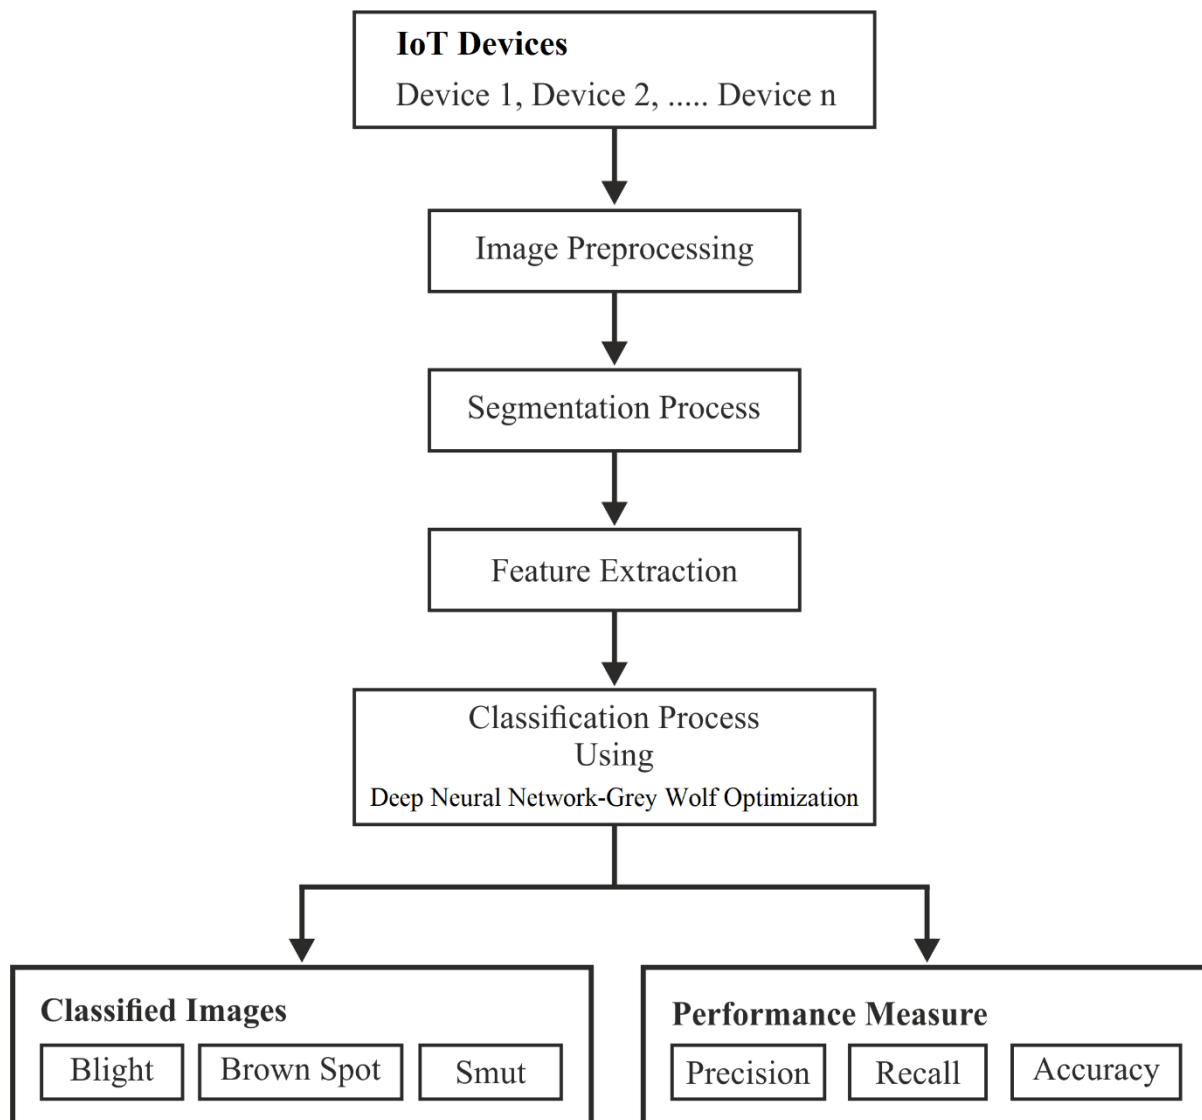 IoT Devices
Device 1, Device 2, ..... Device n
Image Preprocessing
Segmentation Process
Feature Extraction
Classification Process
Using
Deep Neural Network-Grey Wolf Optimization
Classified Images
Blight
Brown Spot
Smut
Performance Measure
Precision
Recall
Accuracy